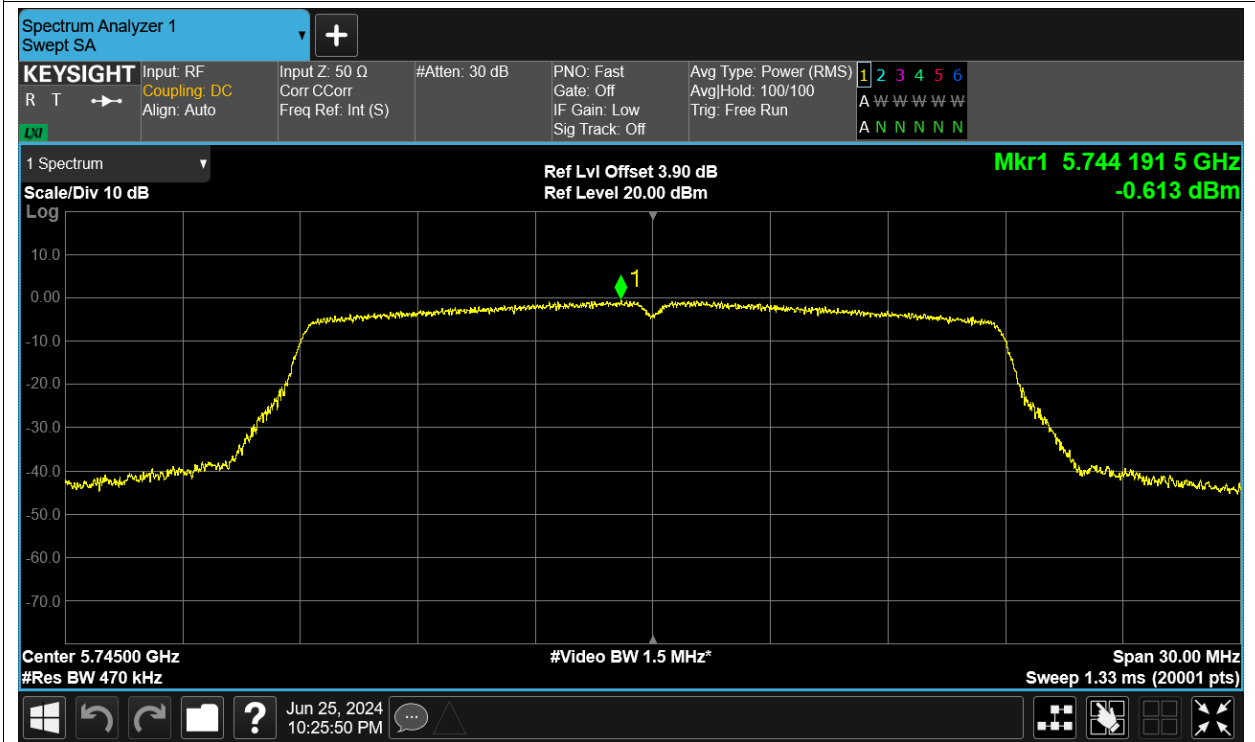 Spectrum Analyzer 1
Swept SA
+
KEYSIGHT
R T
LXI
Input: RF
Coupling: DC
Align: Auto
Input Z: 50 Ω
Corr CCorr
Freq Ref: Int (S)
#Atten: 30 dB
PNO: Fast
Gate: Off
IF Gain: Low
Sig Track: Off
Avg Type: Power (RMS)
Avg|Hold: 100/100
Trig: Free Run
1 2 3 4 5 6
A W W W W W
A N N N N N
1 Spectrum
Scale/Div 10 dB
Log
Ref Lvl Offset 3.90 dB
Ref Level 20.00 dBm
Mkr1 5.744 191 5 GHz
-0.613 dBm
1
10.0
0.00
-10.0
-20.0
-30.0
-40.0
-50.0
-60.0
-70.0
Center 5.74500 GHz
#Video BW 1.5 MHz*
Span 30.00 MHz
#Res BW 470 kHz
Sweep 1.33 ms (20001 pts)
?
Jun 25, 2024
10:25:50 PM